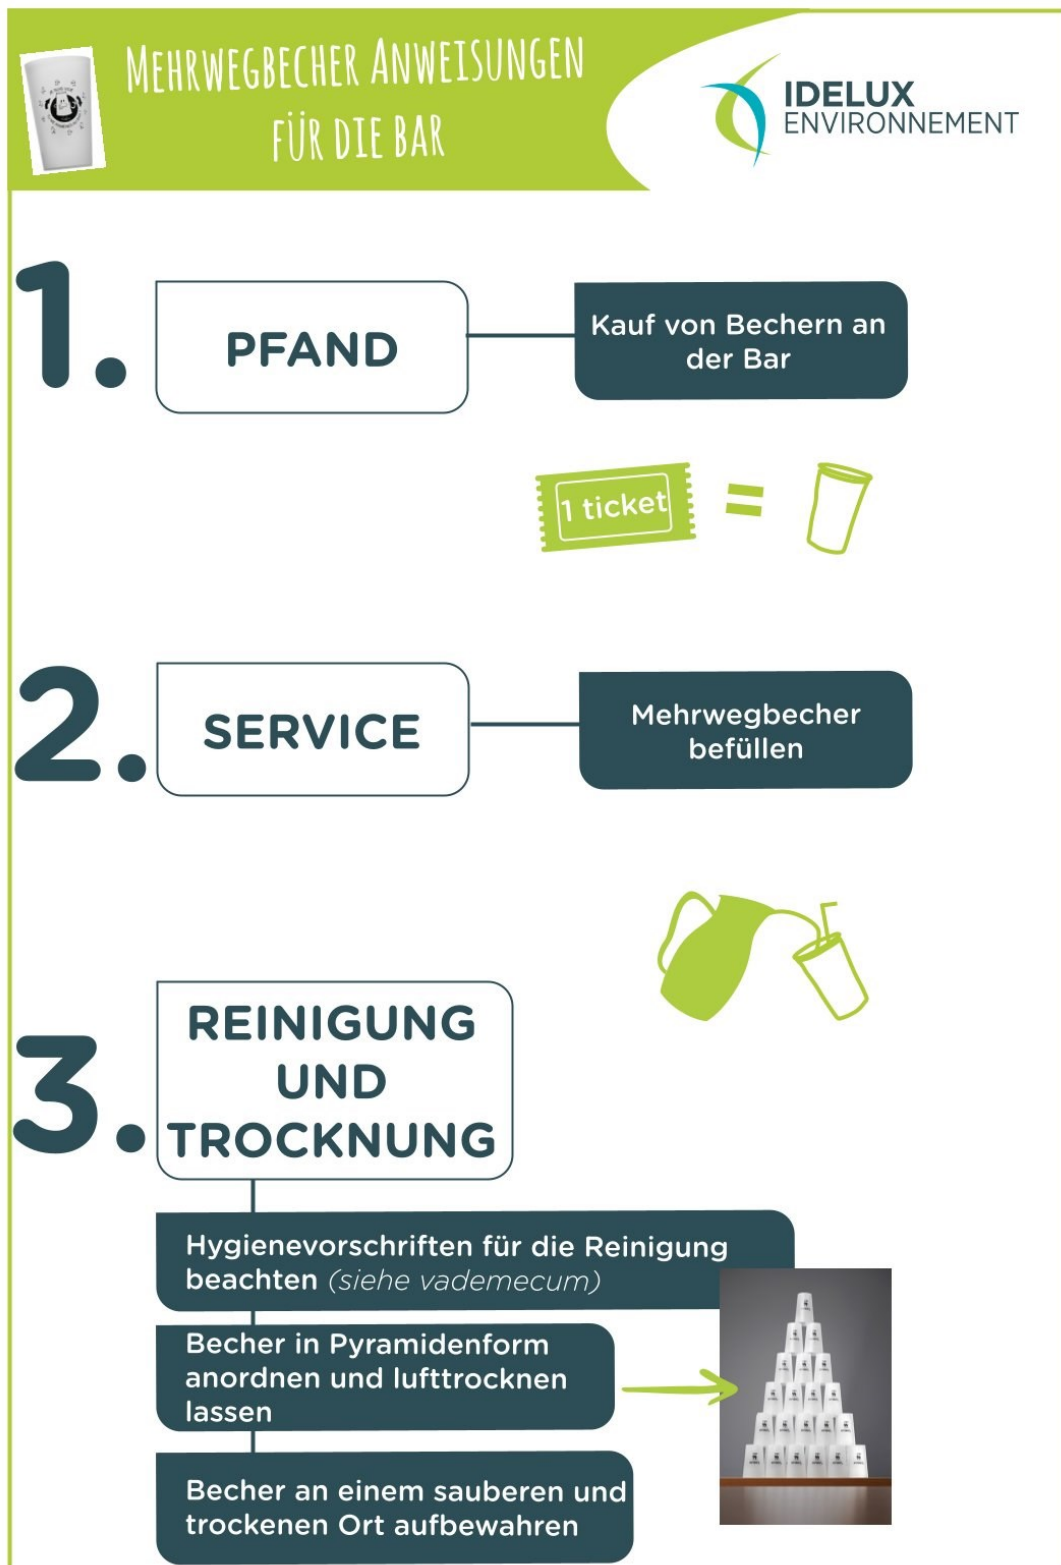 MEHRWEGBECHER ANWEISUNGEN
FÜR DIE BAR
IDELUX
ENVIRONNEMENT
1.
PFAND
Kauf von Bechern an
der Bar
1 ticket
=
2.
SERVICE
Mehrwegbecher
befüllen
3.
REINIGUNG
UND
TROCKNUNG
Hygienevorschriften für die Reinigung
beachten (siehe vademecum)
Becher in Pyramidenform
anordnen und lufttrocknen
lassen
Becher an einem sauberen und
trockenen Ort aufbewahren